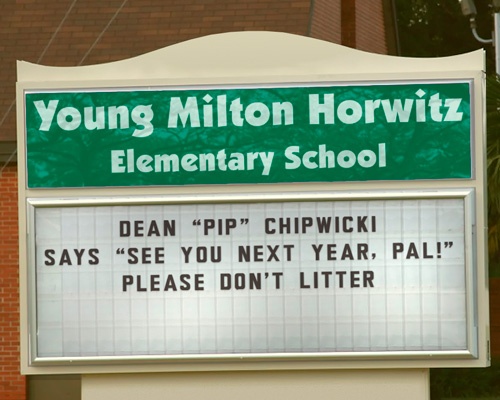 Young Milton Horwitz
Elementary School
DEAN “PIP” CHIPWICKI
SAYS “SEE YOU NEXT YEAR, PAL!”
PLEASE DON’T LITTER